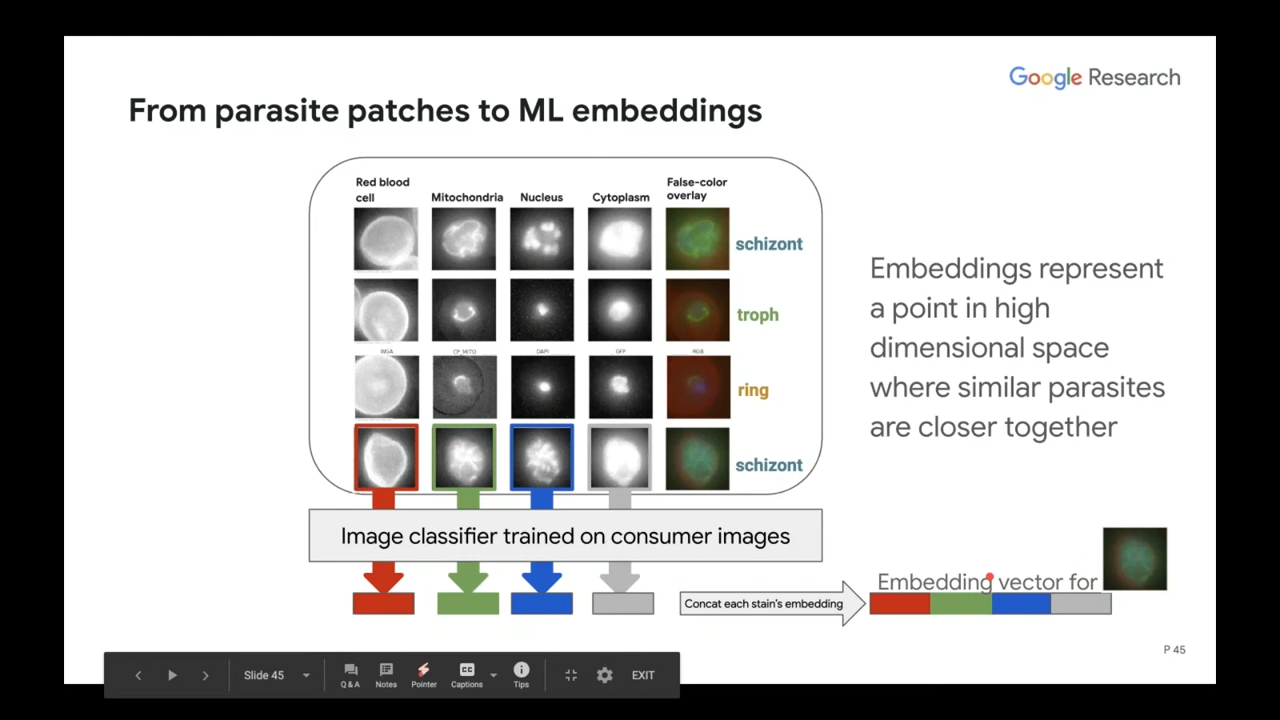 Google Research
From parasite patches to ML embeddings
Red blood
cell
Mitochondria
Nucleus
Cytoplasm
False-color
overlay
schizont
troph
WGA
CP_MITO
DAPI
GFP
RGB
ring
schizont
Embeddings represent
a point in high
dimensional space
where similar parasites
are closer together
Image classifier trained on consumer images
Concat each stain's embedding
Embedding vector for
P 45
Slide 45
Q & A
Notes
Pointer
CC
Captions
Tips
EXIT